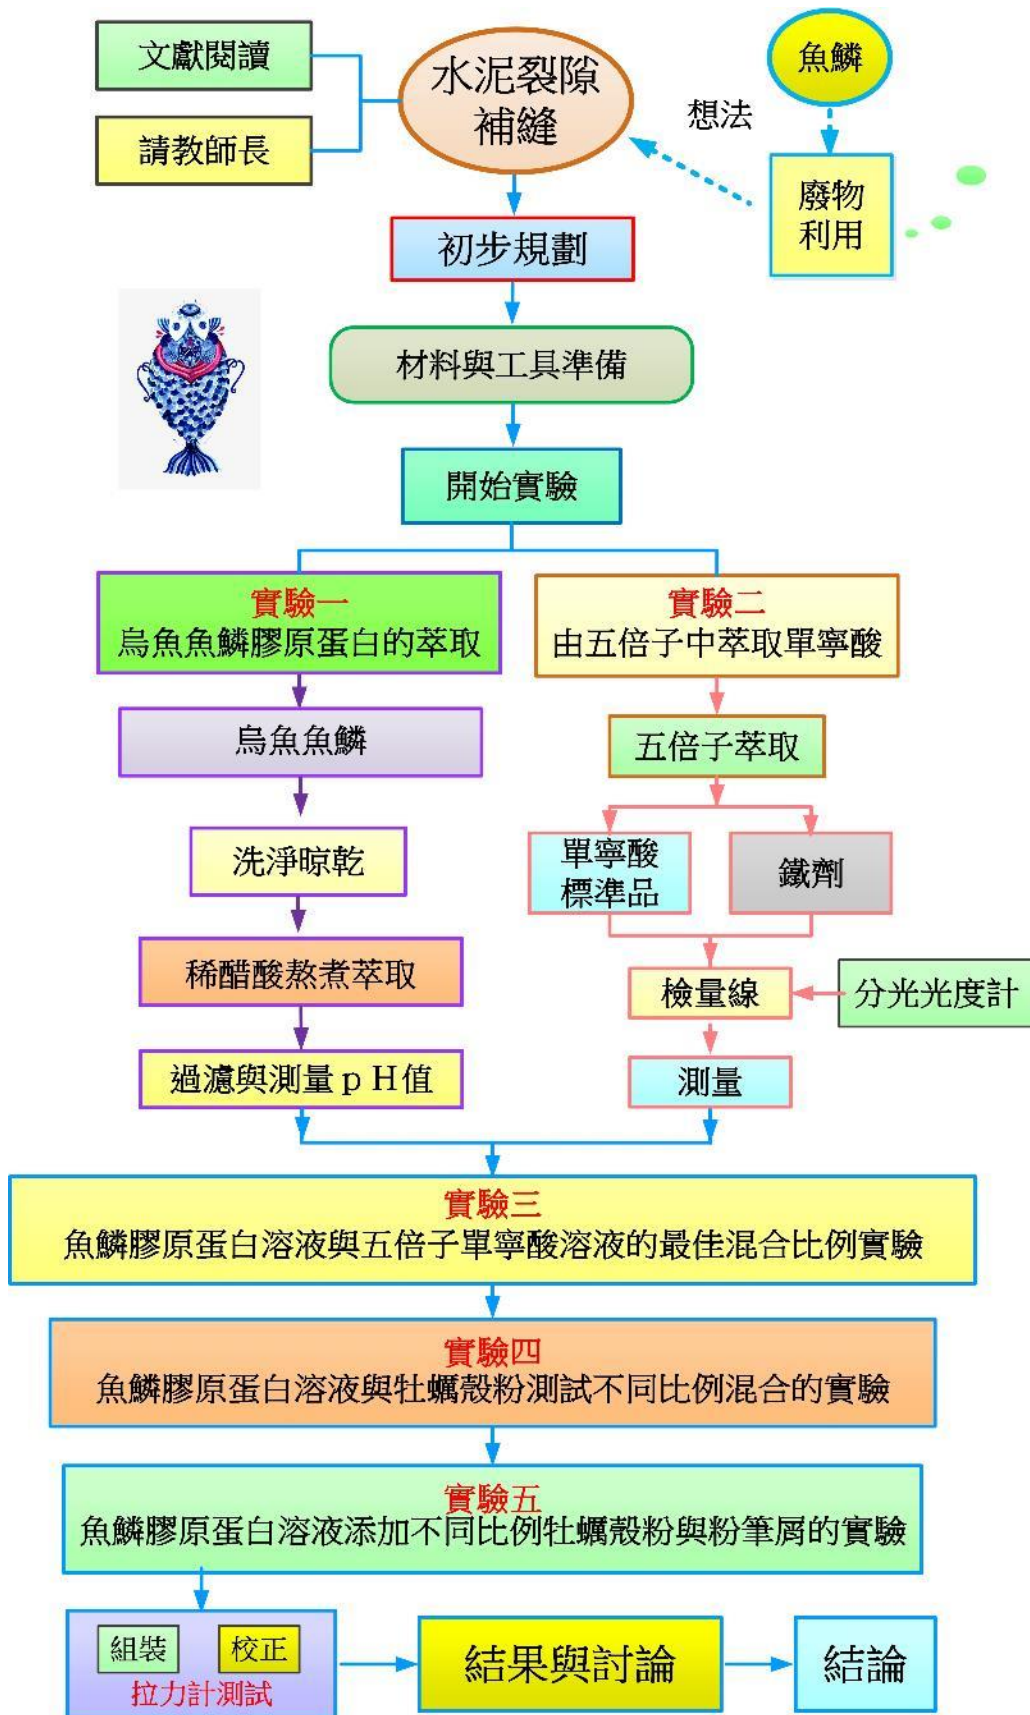 文獻閱讀
請教師長
水泥裂隙
補縫
魚鱗
想法
廢物
利用
初步規劃
材料與工具準備
開始實驗
實驗一
烏魚魚鱗膠原蛋白的萃取
實驗二
由五倍子中萃取單寧酸
烏魚魚鱗
五倍子萃取
洗淨晾乾
單寧酸
標準品
鐵劑
稀醋酸熬煮萃取
檢量線
分光光度計
過濾與測量pH值
測量
實驗三
魚鱗膠原蛋白溶液與五倍子單寧酸溶液的最佳混合比例實驗
實驗四
魚鱗膠原蛋白溶液與牡蠣殼粉測試不同比例混合的實驗
實驗五
魚鱗膠原蛋白溶液添加不同比例牡蠣殼粉與粉筆屑的實驗
組裝
校正
拉力計測試
結果與討論
結論